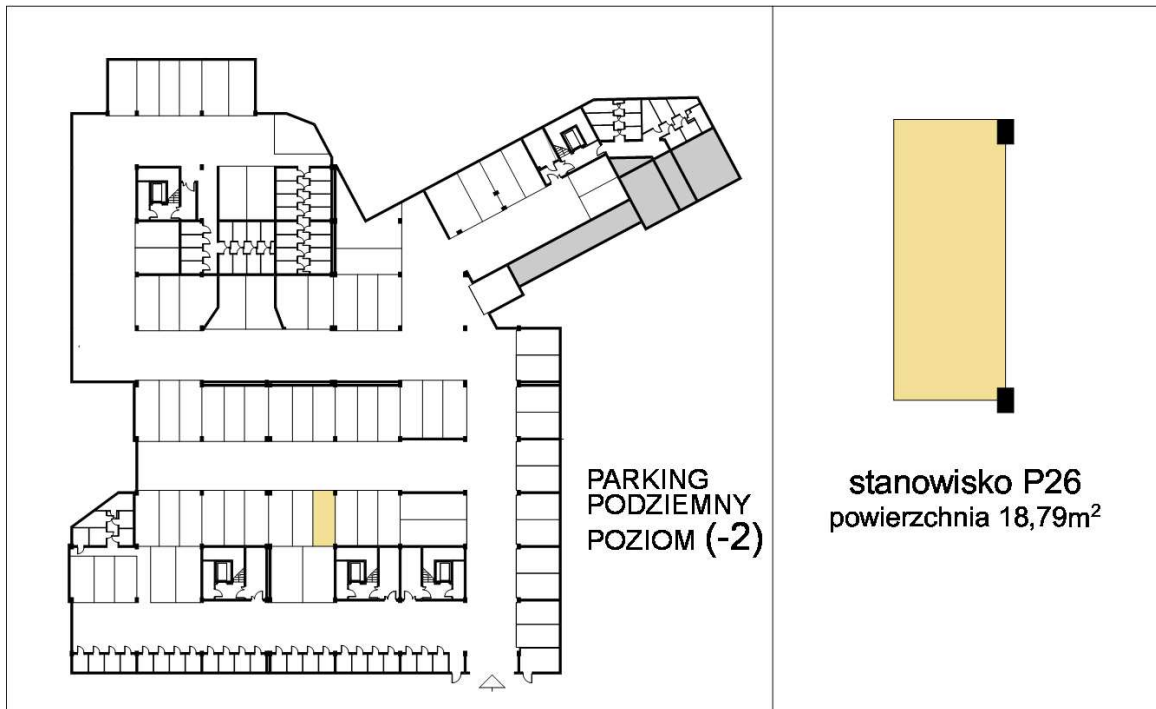 PARKING
PODZIEMNY
POZIOM (-2)
stanowisko P26
powierzchnia 18,79m²